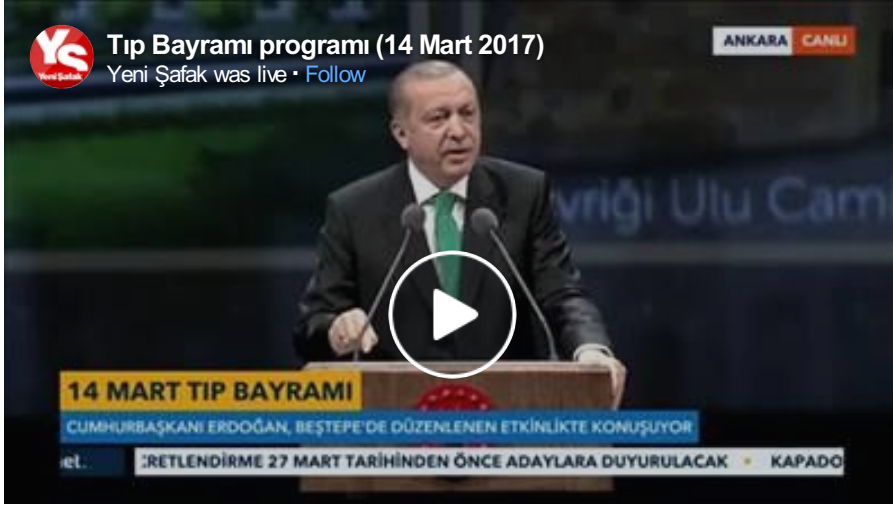 Tıp Bayramı programı (14 Mart 2017)
Yeni Şafak was live · Follow
YS
Yeni Şafak
ANKARA CANLI
vriği Ulu Cam
14 MART TIP BAYRAMI
CUMHURBAŞKANI ERDOĞAN, BEŞTEPE'DE DÜZENLENEN ETKİNLİKTE KONUŞUYOR
et. CRETLENDİRME 27 MART TARİHİNDEN ÖNCE ADAYLARA DUYURULACAK • KAPADO